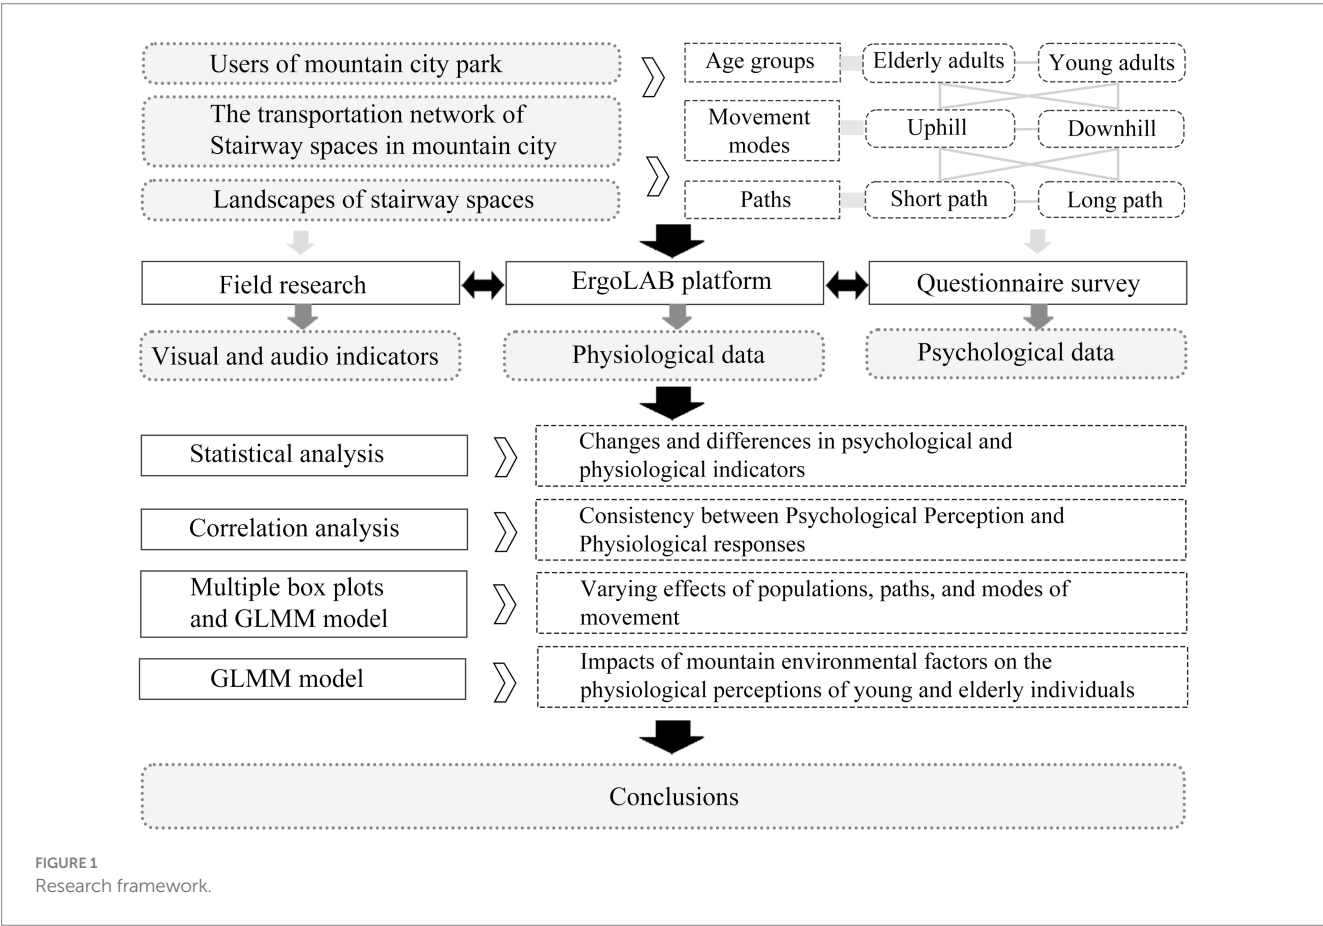 Users of mountain city park
The transportation network of
Stairway spaces in mountain city
Landscapes of stairway spaces
Age groups
Elderly adults
Young adults
Movement
modes
Uphill
Downhill
Paths
Short path
Long path
Field research
ErgoLAB platform
Questionnaire survey
Visual and audio indicators
Physiological data
Psychological data
Statistical analysis
Changes and differences in psychological and
physiological indicators
Correlation analysis
Consistency between Psychological Perception and
Physiological responses
Multiple box plots
and GLMM model
Varying effects of populations, paths, and modes of
movement
GLMM model
Impacts of mountain environmental factors on the
physiological perceptions of young and elderly individuals
Conclusions
FIGURE 1
Research framework.